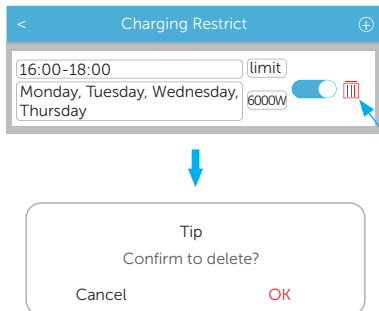 < Charging Restrict
16:00-18:00 limit
Monday, Tuesday, Wednesday,
Thursday
6000W
Tip
Confirm to delete?
Cancel OK